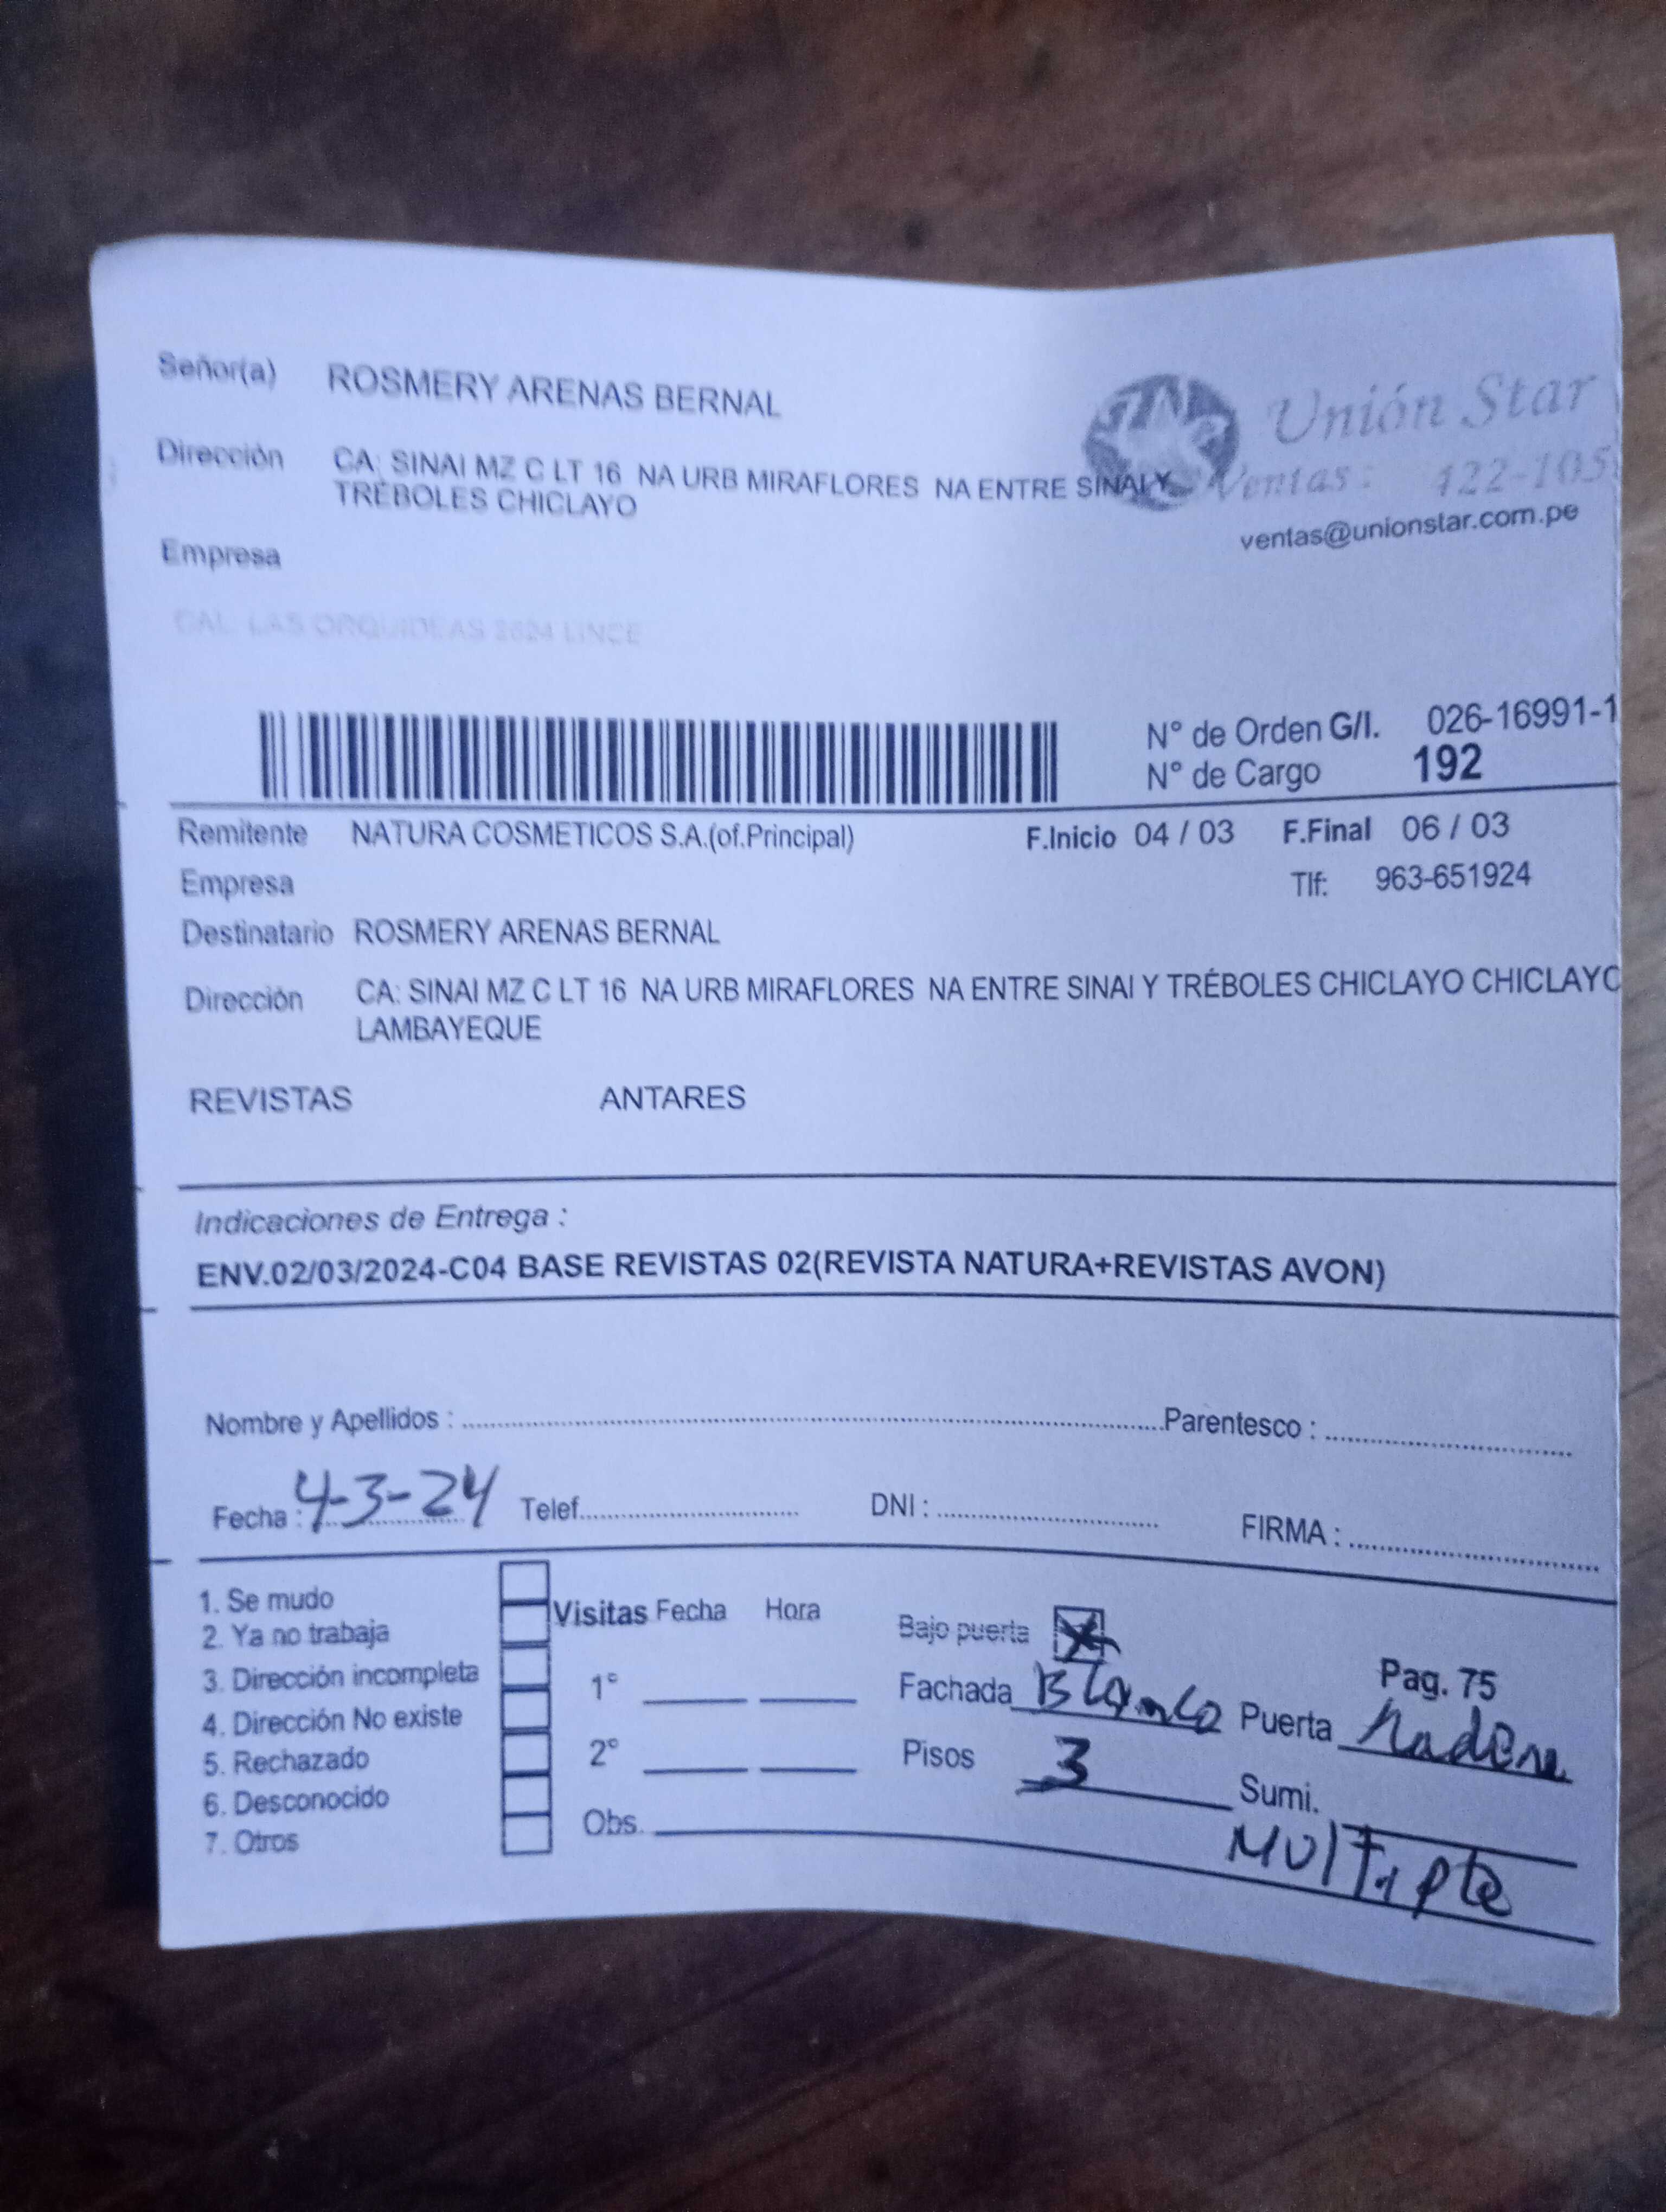 Señor(a) ROSMERY ARENAS BERNAL
Unión Star
Dirección CA: SINAI MZ C LT 16 NA URB MIRAFLORES NA ENTRE SINAI Y
TRÉBOLES CHICLAYO
Ventas: 422-105
ventas@unionstar.com.pe
Empresa
CAL. LAS ORQUIDEAS 2624 LINCE
N° de Orden G/I. 026-16991-1
N° de Cargo 192
Remitente NATURA COSMETICOS S.A.(of.Principal) F.Inicio 04 / 03 F.Final 06 / 03
Empresa Tlf: 963-651924
Destinatario ROSMERY ARENAS BERNAL
Dirección CA: SINAI MZ C LT 16 NA URB MIRAFLORES NA ENTRE SINAI Y TRÉBOLES CHICLAYO CHICLAYO
LAMBAYEQUE
REVISTAS ANTARES
Indicaciones de Entrega :
ENV.02/03/2024-C04 BASE REVISTAS 02(REVISTA NATURA+REVISTAS AVON)
Nombre y Apellidos : Parentesco :
Fecha : 4-3-24 Telef. DNI : FIRMA :
1. Se mudo
2. Ya no trabaja
3. Dirección incompleta
4. Dirección No existe
5. Rechazado
6. Desconocido
7. Otros
Visitas Fecha Hora
1°
2°
Obs.
Bajo puerta X
Pag. 75
Fachada Blanco Puerta Madera
Pisos 3 Sumi.
Multiple